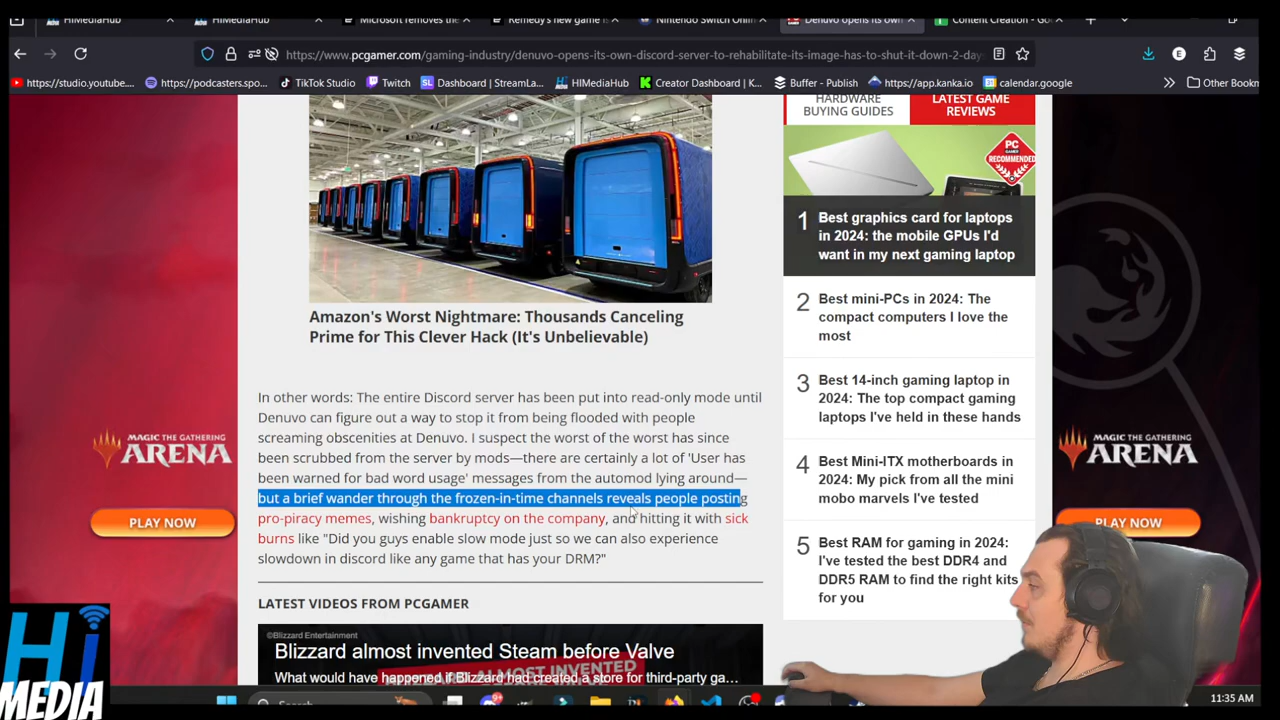 HiMediaHub
HiMediaHub
Microsoft removes the
Remedy's new game is
Nintendo Switch Onlin
Denuvo opens its own
Content Creation - Go
https://www.pcgamer.com/gaming-industry/denuvo-opens-its-own-discord-server-to-rehabilitate-its-image-has-to-shut-it-down-2-day
https://studio.youtube....
https://podcasters.spo...
TikTok Studio
Twitch
Dashboard | StreamLa...
HIMediaHub
Creator Dashboard | K...
Buffer - Publish
https://app.kanka.io
calendar.google
Other Bookm
HARDWARE
BUYING GUIDES
LATEST GAME
REVIEWS
PC
GAMER
RECOMMENDED
1
Best graphics card for laptops
in 2024: the mobile GPUs I'd
want in my next gaming laptop
Amazon's Worst Nightmare: Thousands Canceling
Prime for This Clever Hack (It's Unbelievable)
2
Best mini-PCs in 2024: The
compact computers I love the
most
3
Best 14-inch gaming laptop in
2024: The top compact gaming
laptops I've held in these hands
In other words: The entire Discord server has been put into read-only mode until
Denuvo can figure out a way to stop it from being flooded with people
screaming obscenities at Denuvo. I suspect the worst of the worst has since
been scrubbed from the server by mods—there are certainly a lot of 'User has
been warned for bad word usage' messages from the automod lying around—
but a brief wander through the frozen-in-time channels reveals people posting
pro-piracy memes, wishing bankruptcy on the company, and hitting it with sick
burns like "Did you guys enable slow mode just so we can also experience
slowdown in discord like any game that has your DRM?"
MAGIC THE GATHERING
ARENA
PLAY NOW
MAGIC THE GATHERING
ARENA
PLAY NOW
4
Best Mini-ITX motherboards in
2024: My pick from all the mini
mobo marvels I've tested
5
Best RAM for gaming in 2024:
I've tested the best DDR4 and
DDR5 RAM to find the right kits
for you
LATEST VIDEOS FROM PCGAMER
©Blizzard Entertainment
Blizzard almost invented Steam before Valve
What would have happened if Blizzard had created a store for third-party ga...
ALMOST INVENTED
Hi
MEDIA
Search
11:35 AM